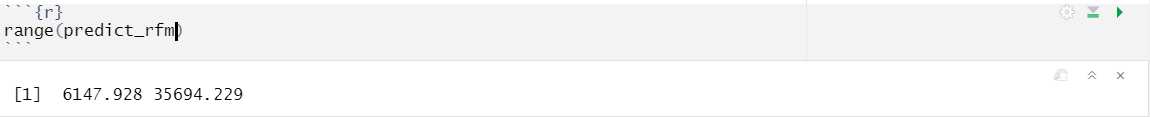 ```{r}
range(predict_rfm)
```
[1]  6147.928 35694.229